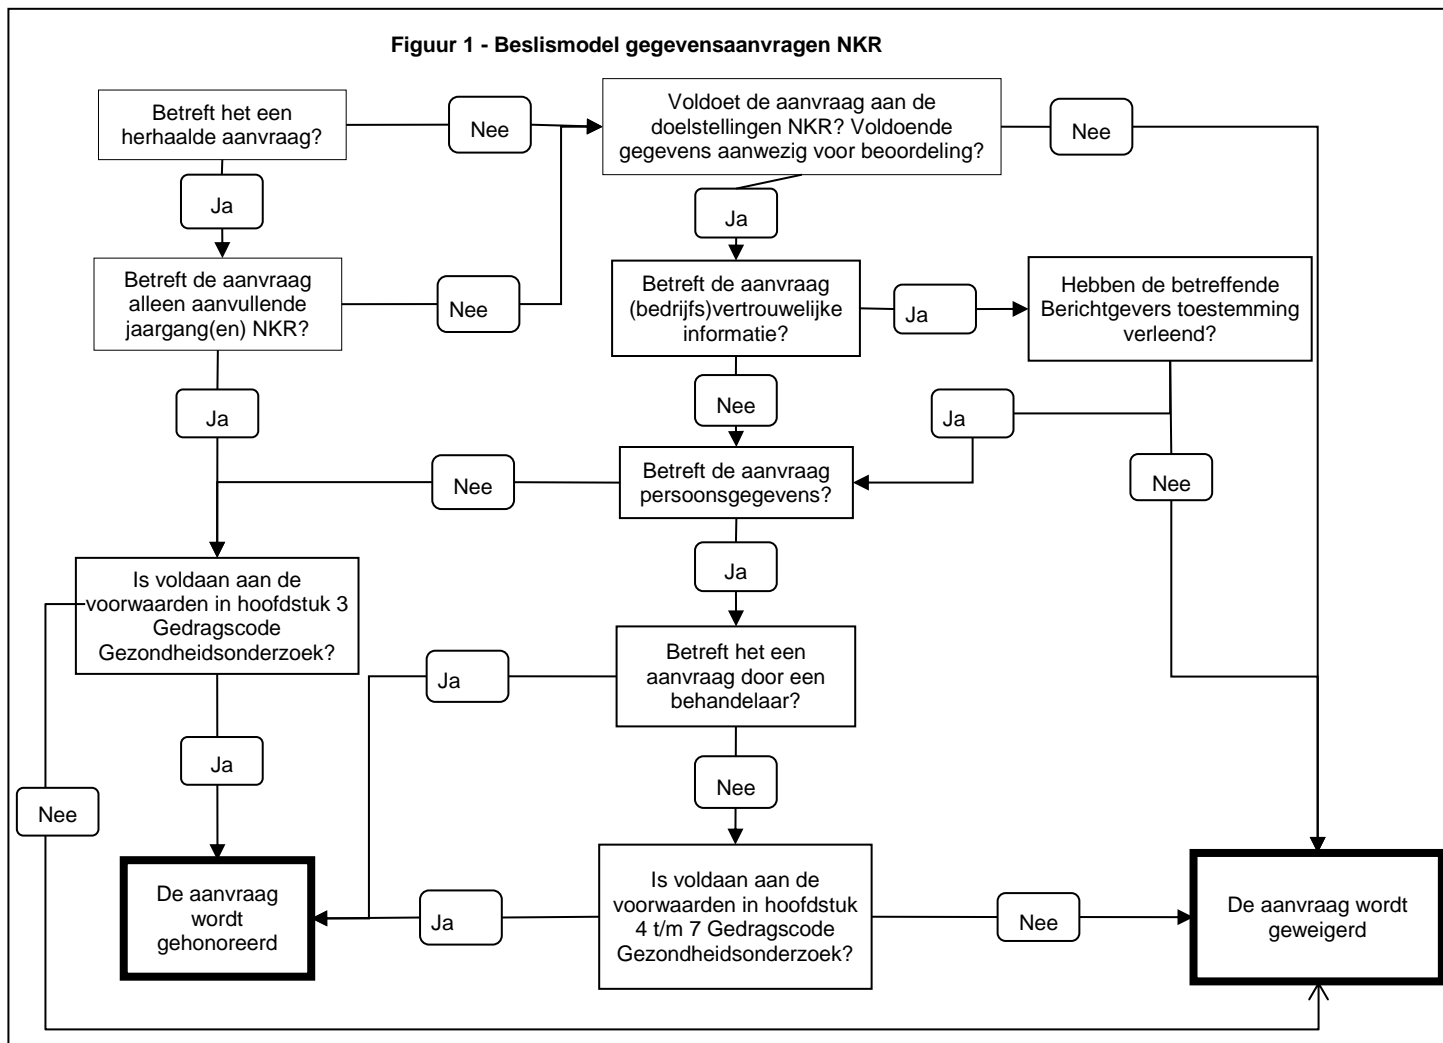 Figuur 1 - Beslismodel gegevensaanvragen NKR
Betreft het een
herhaalde aanvraag?
Nee
Voldoet de aanvraag aan de
doelstellingen NKR? Voldoende
gegevens aanwezig voor beoordeling?
Nee
Ja
Ja
Betreft de aanvraag
alleen aanvullende
jaargang(en) NKR?
Nee
Betreft de aanvraag
(bedrijfs)vertrouwelijke
informatie?
Ja
Hebben de betreffende
Berichtgevers toestemming
verleend?
Ja
Nee
Ja
Nee
Betreft de aanvraag
persoonsgegevens?
Nee
Ja
Is voldaan aan de
voorwaarden in hoofdstuk 3
Gedragscode
Gezondheidsonderzoek?
Ja
Betreft het een
aanvraag door een
behandelaar?
Ja
Nee
Nee
De aanvraag
wordt
gehonoreerd
Ja
Is voldaan aan de
voorwaarden in hoofdstuk
4 t/m 7 Gedragscode
Gezondheidsonderzoek?
Nee
De aanvraag wordt
geweigerd